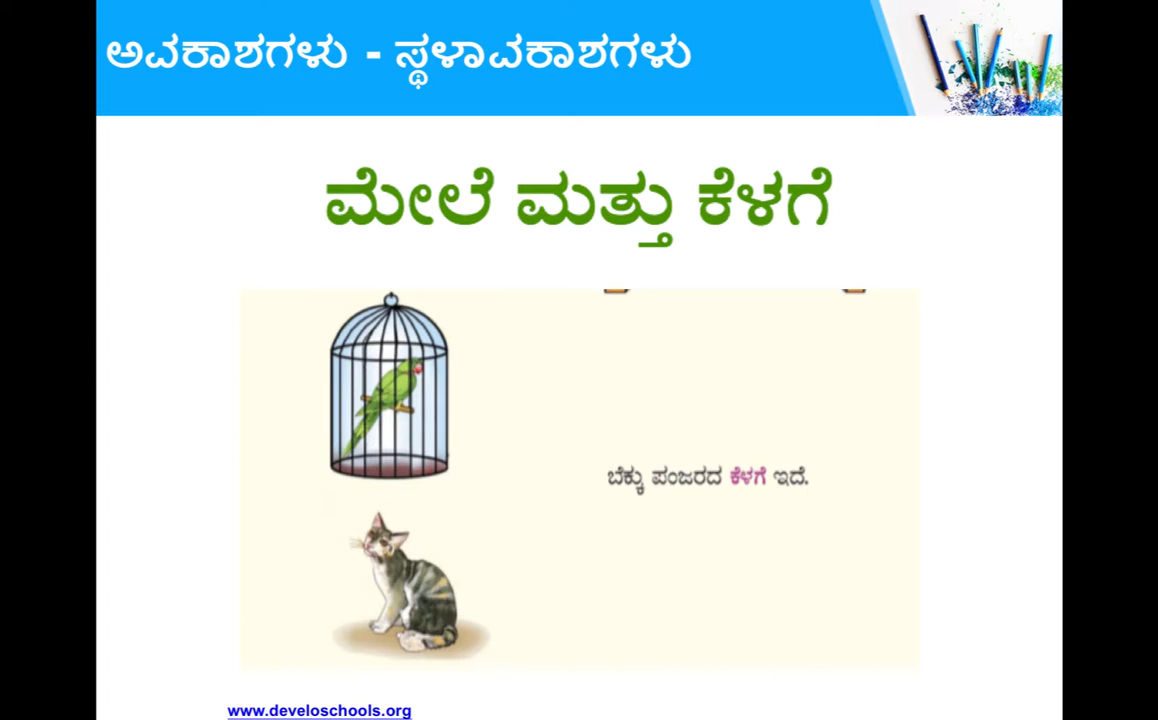 ಅವಕಾಶಗಳು - ಸ್ಥಳಾವಕಾಶಗಳು
ಮೇಲೆ ಮತ್ತು ಕೆಳಗೆ
ಬೆಕ್ಕು ಪಂಜರದ ಕೆಳಗೆ ಇದೆ.
www.develoschools.org